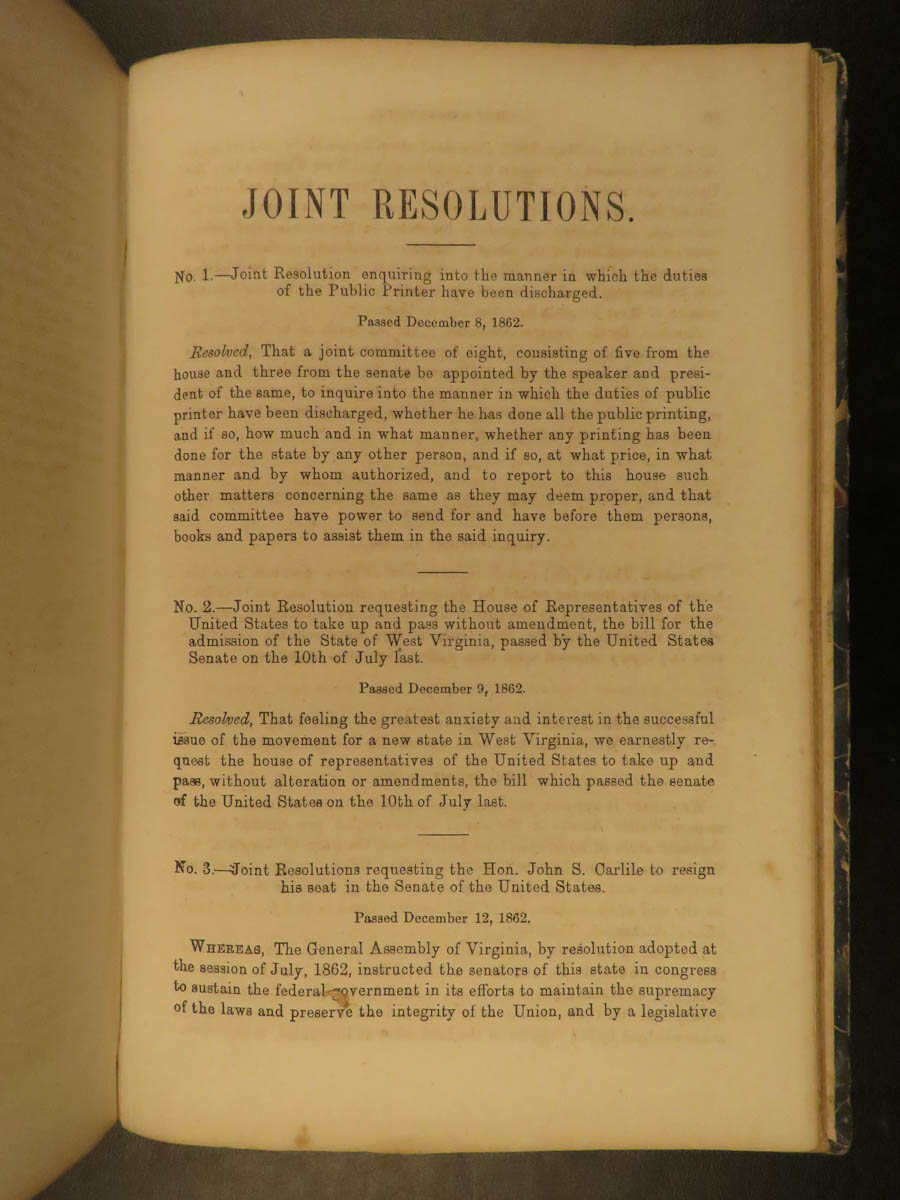 JOINT RESOLUTIONS.
No. 1.—Joint Resolution enquiring into the manner in which the duties
of the Public Printer have been discharged.
Passed December 8, 1862.
Resolved, That a joint committee of eight, consisting of five from the
house and three from the senate be appointed by the speaker and presi-
dent of the same, to inquire into the manner in which the duties of public
printer have been discharged, whether he has done all the public printing,
and if so, how much and in what manner, whether any printing has been
done for the state by any other person, and if so, at what price, in what
manner and by whom authorized, and to report to this house such
other matters concerning the same as they may deem proper, and that
said committee have power to send for and have before them persons,
books and papers to assist them in the said inquiry.
No. 2.—Joint Resolution requesting the House of Representatives of the
United States to take up and pass without amendment, the bill for the
admission of the State of West Virginia, passed by the United States
Senate on the 10th of July last.
Passed December 9, 1862.
Resolved, That feeling the greatest anxiety and interest in the successful
issue of the movement for a new state in West Virginia, we earnestly re-
quest the house of representatives of the United States to take up and
pass, without alteration or amendments, the bill which passed the senate
of the United States on the 10th of July last.
No. 3.—Joint Resolutions requesting the Hon. John S. Carlile to resign
his seat in the Senate of the United States.
Passed December 12, 1862.
WHEREAS, The General Assembly of Virginia, by resolution adopted at
the session of July, 1862, instructed the senators of this state in congress
to sustain the federal government in its efforts to maintain the supremacy
of the laws and preserve the integrity of the Union, and by a legislative